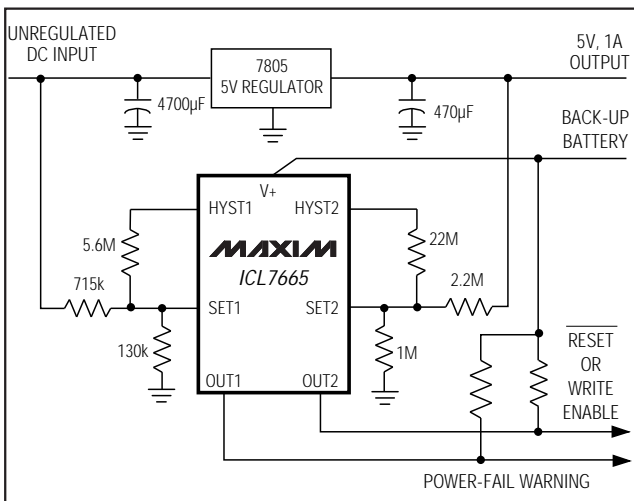 UNREGULATED
DC INPUT
7805
5V REGULATOR
5V, 1A
OUTPUT
4700µF
470µF
BACK-UP
BATTERY
V+
HYST1
HYST2
MAXIM
ICL7665
5.6M
22M
715k
2.2M
SET1
SET2
130k
1M
OUT1
OUT2
RESET
OR
WRITE
ENABLE
POWER-FAIL WARNING